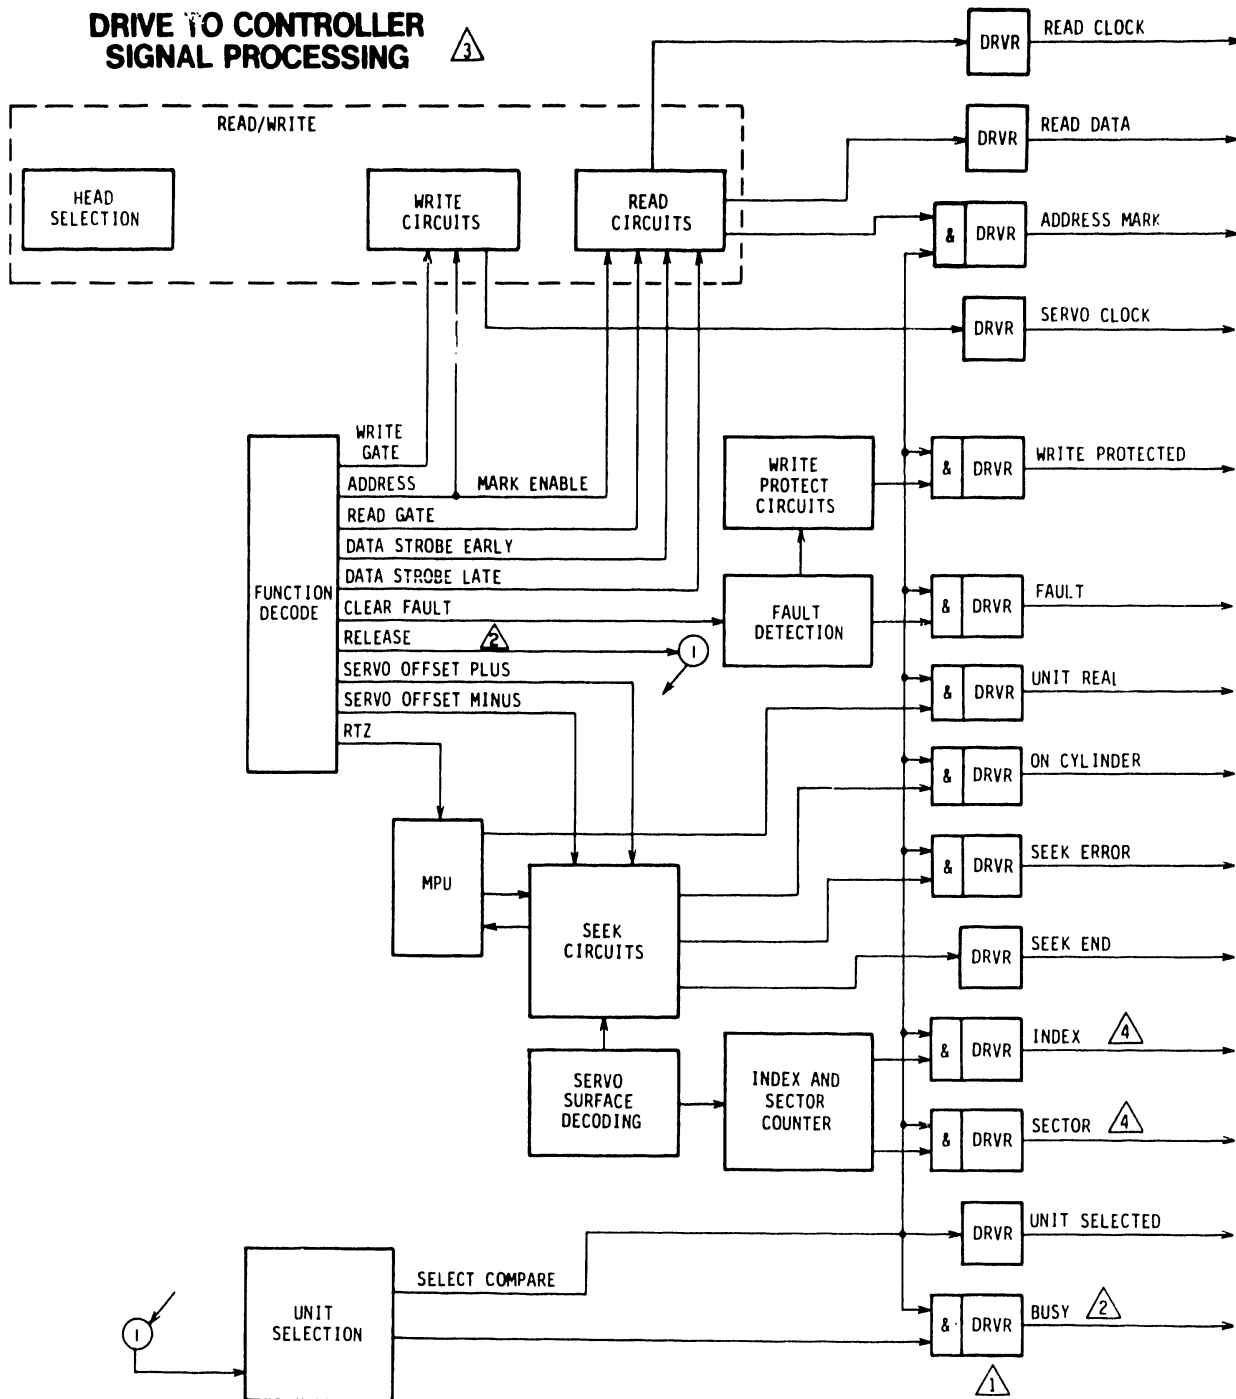 DRIVE TO CONTROLLER
SIGNAL PROCESSING
3
READ/WRITE
HEAD
SELECTION
WRITE
CIRCUITS
READ
CIRCUITS
DRVR
READ CLOCK
DRVR
READ DATA
& DRVR
ADDRESS MARK
DRVR
SERVO CLOCK
FUNCTION
DECODE
WRITE
GATE
ADDRESS MARK ENABLE
READ GATE
DATA STROBE EARLY
DATA STROBE LATE
CLEAR FAULT
RELEASE 2
1
SERVO OFFSET PLUS
SERVO OFFSET MINUS
RTZ
WRITE
PROTECT
CIRCUITS
& DRVR
WRITE PROTECTED
FAULT
DETECTION
& DRVR
FAULT
& DRVR
UNIT REAL
& DRVR
ON CYLINDER
MPU
SEEK
CIRCUITS
& DRVR
SEEK ERROR
DRVR
SEEK END
SERVO
SURFACE
DECODING
INDEX AND
SECTOR
COUNTER
& DRVR
INDEX 4
& DRVR
SECTOR 4
DRVR
UNIT SELECTED
1
UNIT
SELECTION
SELECT COMPARE
& DRVR
BUSY 2
1